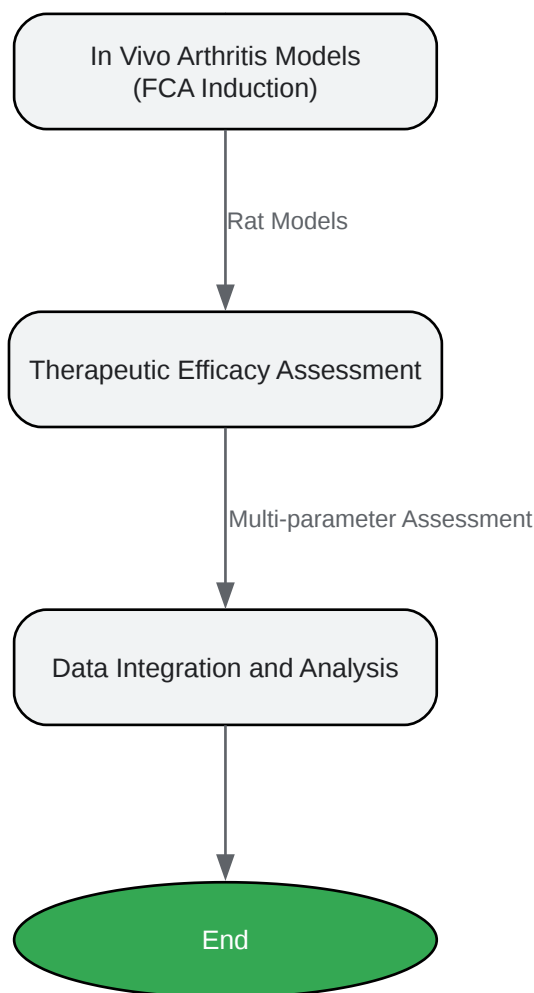 In Vivo Arthritis Models
(FCA Induction)
Rat Models
Therapeutic Efficacy Assessment
Multi-parameter Assessment
Data Integration and Analysis
End